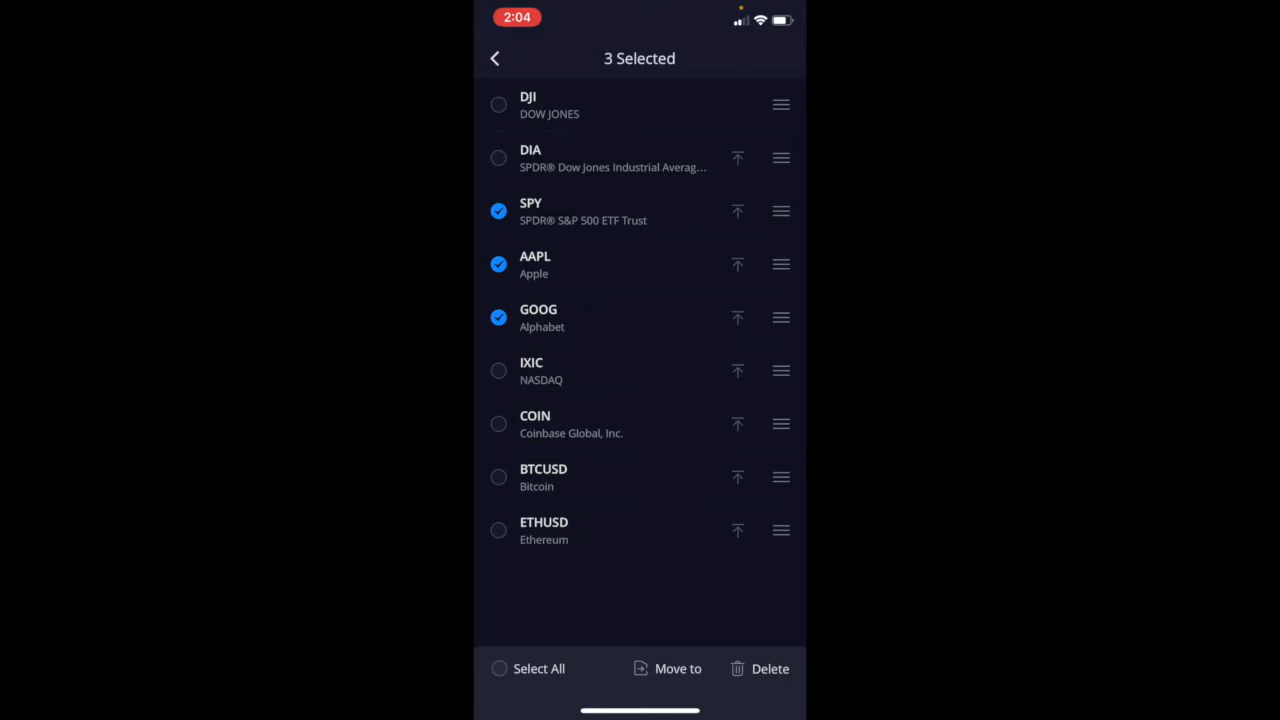 2:04
3 Selected
DJI
DOW JONES
DIA
SPDR® Dow Jones Industrial Averag...
SPY
SPDR® S&P 500 ETF Trust
AAPL
Apple
GOOG
Alphabet
IXIC
NASDAQ
COIN
Coinbase Global, Inc.
BTCUSD
Bitcoin
ETHUSD
Ethereum
Select All Move to Delete